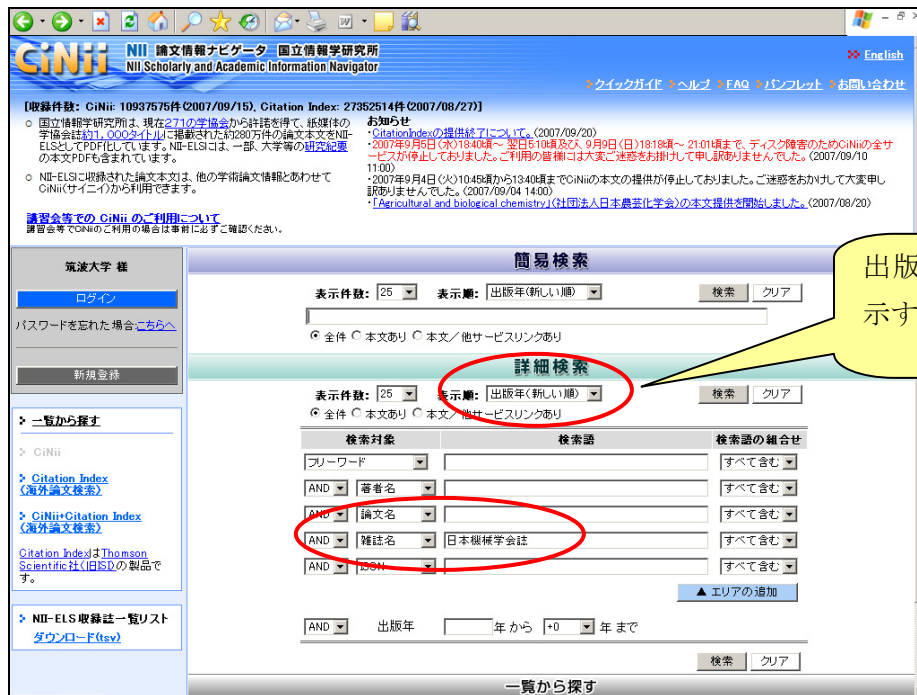 CiNii
NII 論文情報ナビゲータ 国立情報学研究所
NII Scholarly and Academic Information Navigator
English
クイックガイド ヘルプ FAQ パンフレット お問い合わせ
[収録件数: CiNii: 10937575件(2007/09/15), Citation Index: 27352514件(2007/08/27)]
国立情報学研究所は、現在271の学協会から許諾を得て、紙媒体の
学協会誌約1,000タイトルに掲載された約280万件の論文本文をNII-
ELSとしてPDF化しています。NII-ELSには、一部、大学等の研究紀要
の本文PDFも含まれています。
NII-ELSに収録された論文本文は、他の学術論文情報とあわせて
CiNii(サイニイ)から利用できます。
お知らせ
・CitationIndexの提供終了について。(2007/09/20)
・2007年9月5日(水)18:40頃～ 翌日5:10頃及び、9月9日(日)18:18頃～ 21:01頃まで、ディスク障害のためCiNiiの全サ
ービスが停止しておりました。ご利用の皆様には大変ご迷惑をお掛けして申し訳ありませんでした。(2007/09/10
11:00)
・2007年9月4日(火)10:45頃から13:40頃までCiNiiの本文の提供が停止しておりました。ご迷惑をおかけして大変申し
訳ありませんでした。(2007/09/04 14:00)
・「Agricultural and biological chemistry」(社団法人日本農芸化学会)の本文提供を開始しました。(2007/08/20)
講習会等での CiNii のご利用について
講習会等でCiNiiのご利用の場合は事前に必ずご確認ください。
筑波大学 様
ログイン
パスワードを忘れた場合:こちらへ
新規登録
一覧から探す
CiNii
Citation Index
(海外論文検索)
CiNii+Citation Index
(海外論文検索)
Citation IndexはThomson
Scientific社(旧ISI)の製品で
す。
NII-ELS収録誌一覧リスト
ダウンロード(tsv)
簡易検索
表示件数: 25 表示順: 出版年(新しい順) 検索 クリア
全件 本文あり 本文／他サービスリンクあり
詳細検索
表示件数: 25 表示順: 出版年(新しい順) 検索 クリア
全件 本文あり 本文／他サービスリンクあり
検索対象 検索語 検索語の組合せ
フリーワード すべて含む
AND 著者名 すべて含む
AND 論文名 すべて含む
AND 雑誌名 日本機械学会誌 すべて含む
AND ISSN すべて含む
▲ エリアの追加
AND 出版年 年から +0 年まで
検索 クリア
一覧から探す
出版
示す